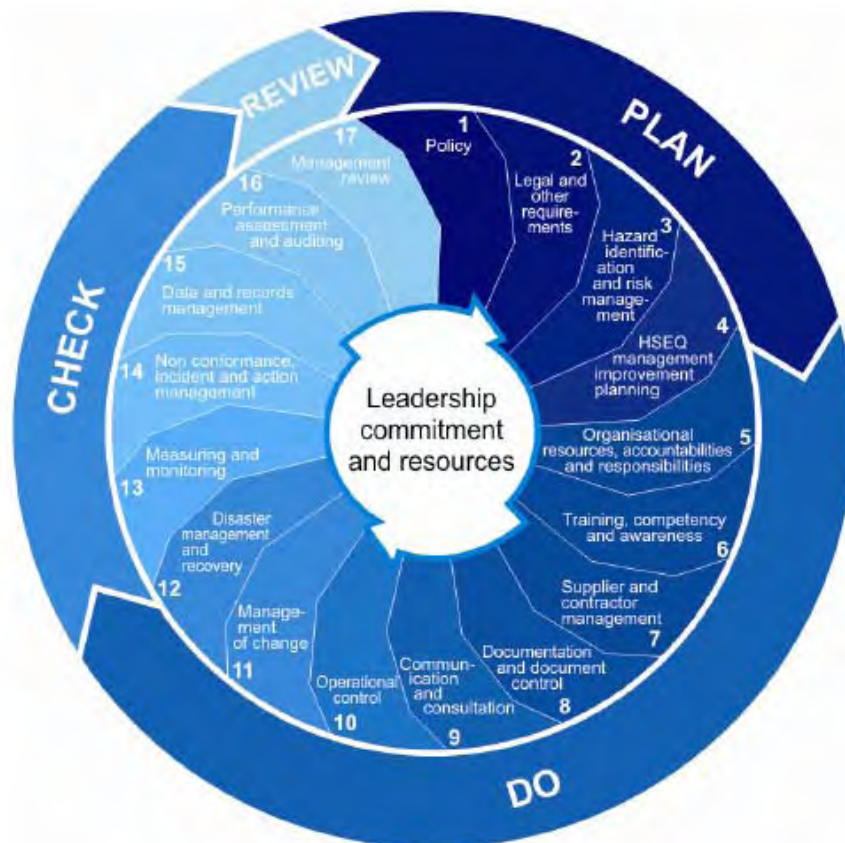 PLAN
1
Policy
2
Legal and
other
require-
ments
3
Hazard
identific-
ation
and risk
manage-
ment
4
HSEQ
management
improvement
planning
DO
5
Organisational
resources, accountabilities
and responsibilities
6
Training, competency
and awareness
7
Supplier and
contractor
management
8
Documentation
and document
control
9
Commun-
ication
and
consultation
10
Operational
control
11
Manage-
ment
of change
12
Disaster
management
and
recovery
CHECK
13
Measuring and
monitoring
14
Non conformance,
incident and action
management
15
Data and records
management
16
Performance
assessment
and auditing
REVIEW
17
Management
review
Leadership
commitment
and resources